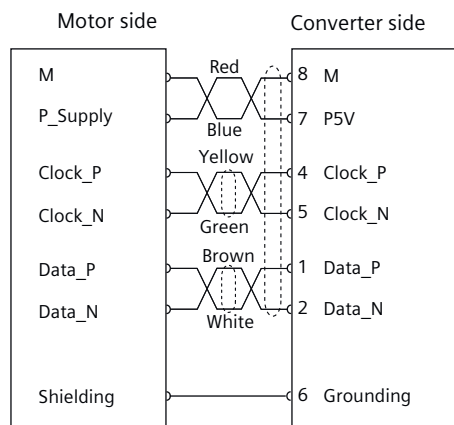 Motor side Converter side
M Red 8 M
P_Supply Blue 7 P5V
Clock_P Yellow 4 Clock_P
Clock_N Green 5 Clock_N
Data_P Brown 1 Data_P
Data_N White 2 Data_N
Shielding 6 Grounding